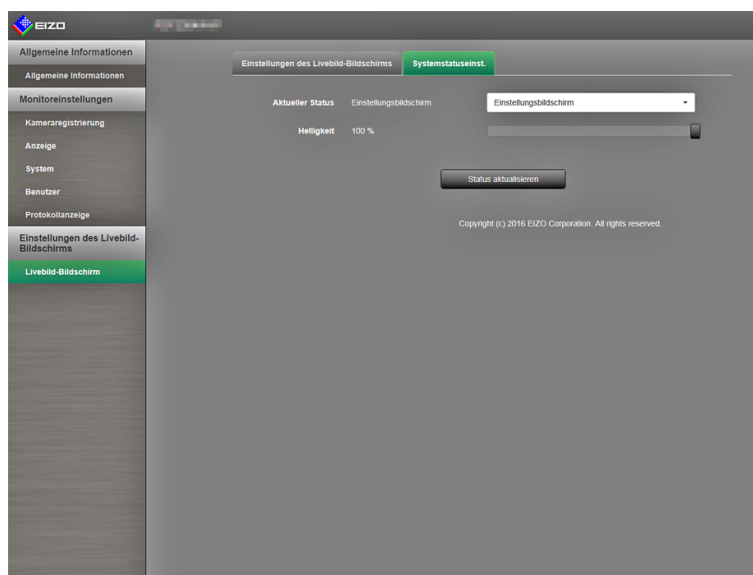 EIZO
Allgemeine Informationen
Allgemeine Informationen
Monitoreinstellungen
Kameraregistrierung
Anzeige
System
Benutzer
Protokollanzeige
Einstellungen des Livebild-
Bildschirms
Livebild-Bildschirm
Einstellungen des Livebild-Bildschirms Systemstatuseinst.
Aktueller Status Einstellungsbildschirm Einstellungsbildschirm
Helligkeit 100 %
Status aktualisieren
Copyright (c) 2016 EIZO Corporation. All rights reserved.